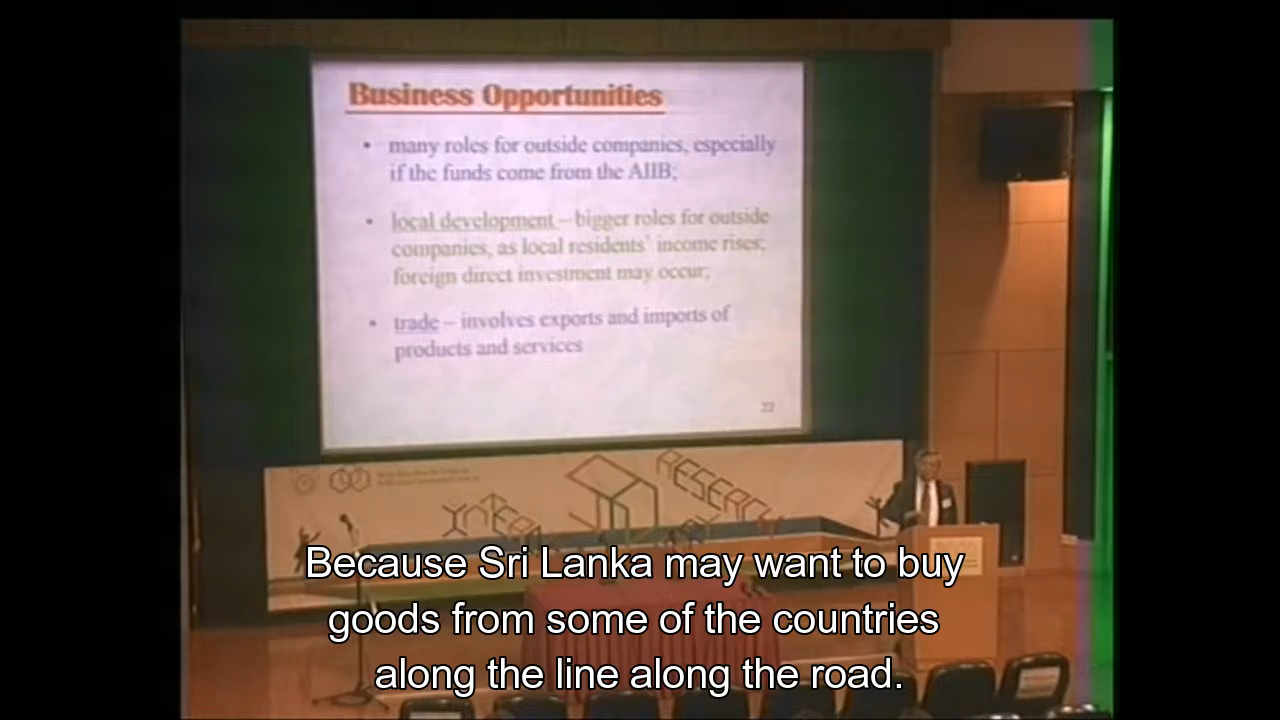 Business Opportunities
• many roles for outside companies, especially
if the funds come from the AIIB;
• local development – bigger roles for outside
companies, as local residents' income rises;
foreign direct investment may occur;
• trade – involves exports and imports of
products and services
22
RESERCH
Because Sri Lanka may want to buy
goods from some of the countries
along the line along the road.